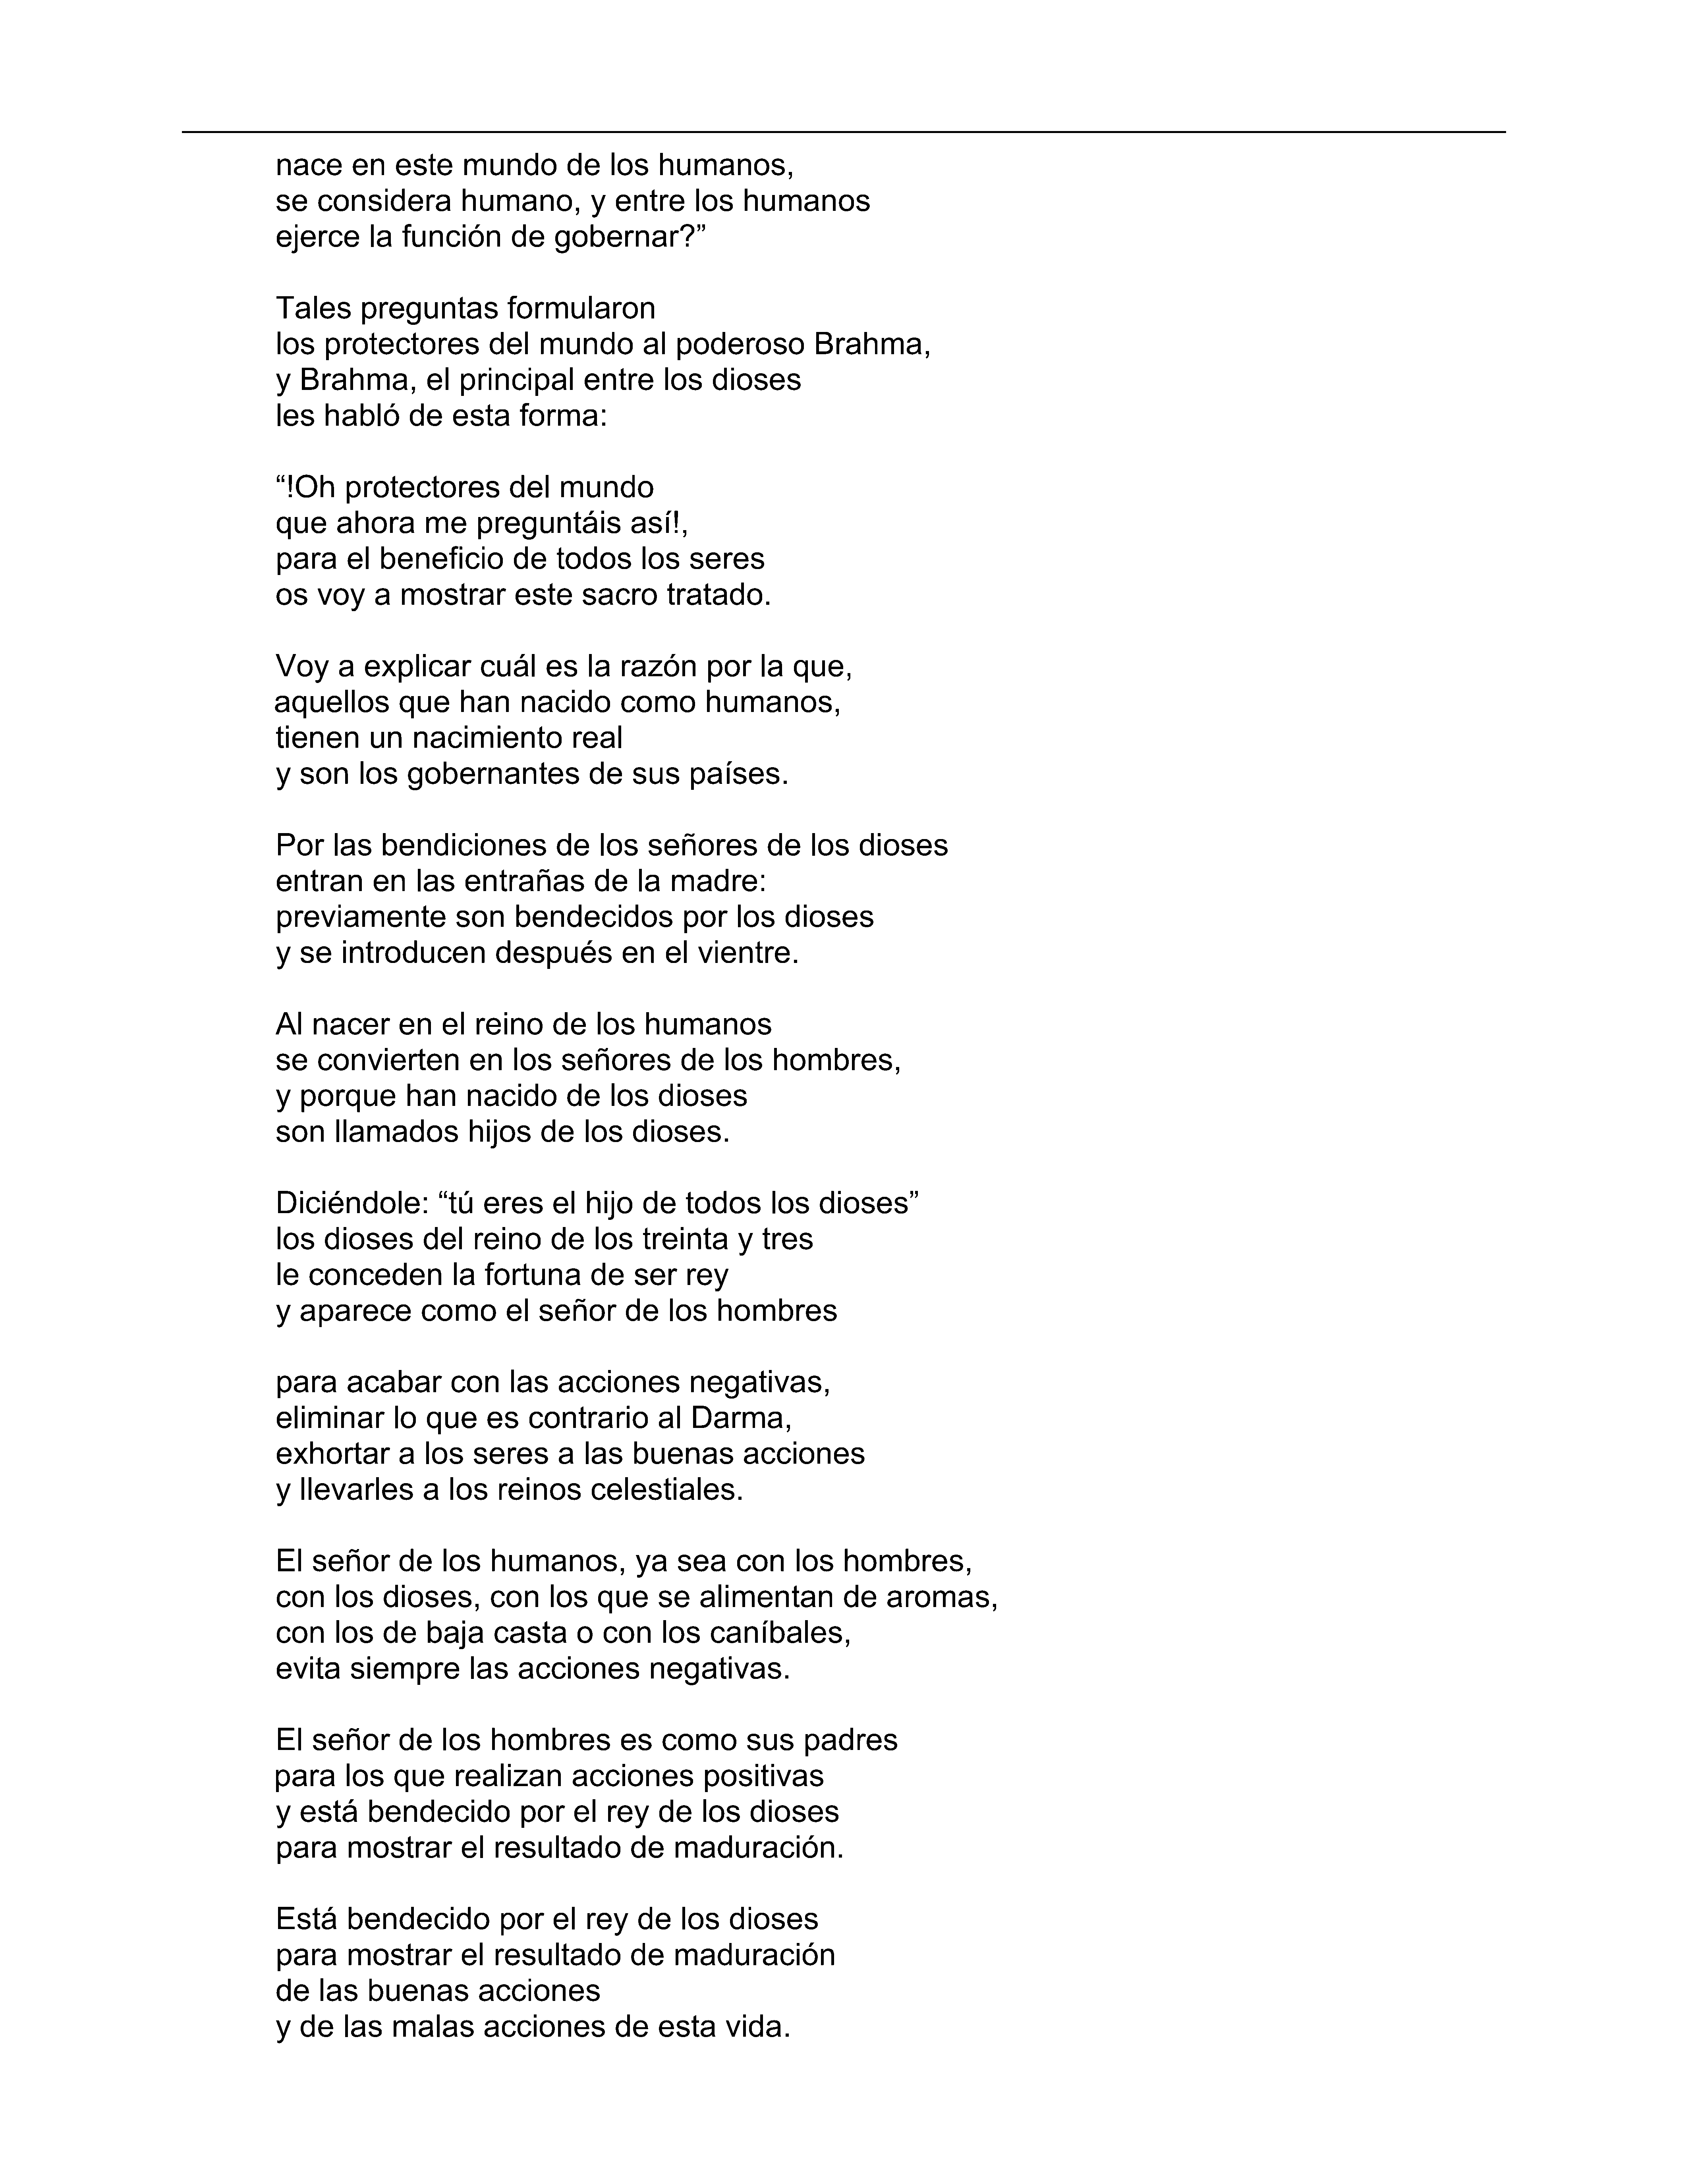 nace en este mundo de los humanos,
se considera humano, y entre los humanos
ejerce la función de gobernar?”

Tales preguntas formularon
los protectores del mundo al poderoso Brahma,
y Brahma, el principal entre los dioses
les habló de esta forma:

“!Oh protectores del mundo
que ahora me preguntáis así!,
para el beneficio de todos los seres
os voy a mostrar este sacro tratado.

Voy a explicar cuál es la razón por la que,
aquellos que han nacido como humanos,
tienen un nacimiento real
y son los gobernantes de sus países.

Por las bendiciones de los señores de los dioses
entran en las entrañas de la madre:
previamente son bendecidos por los dioses
y se introducen después en el vientre.

Al nacer en el reino de los humanos
se convierten en los señores de los hombres,
y porque han nacido de los dioses
son llamados hijos de los dioses.

Diciéndole: “tú eres el hijo de todos los dioses”
los dioses del reino de los treinta y tres
le conceden la fortuna de ser rey
y aparece como el señor de los hombres

para acabar con las acciones negativas,
eliminar lo que es contrario al Darma,
exhortar a los seres a las buenas acciones
y llevarles a los reinos celestiales.

El señor de los humanos, ya sea con los hombres,
con los dioses, con los que se alimentan de aromas,
con los de baja casta o con los caníbales,
evita siempre las acciones negativas.

El señor de los hombres es como sus padres
para los que realizan acciones positivas
y está bendecido por el rey de los dioses
para mostrar el resultado de maduración.

Está bendecido por el rey de los dioses
para mostrar el resultado de maduración
de las buenas acciones
y de las malas acciones de esta vida.